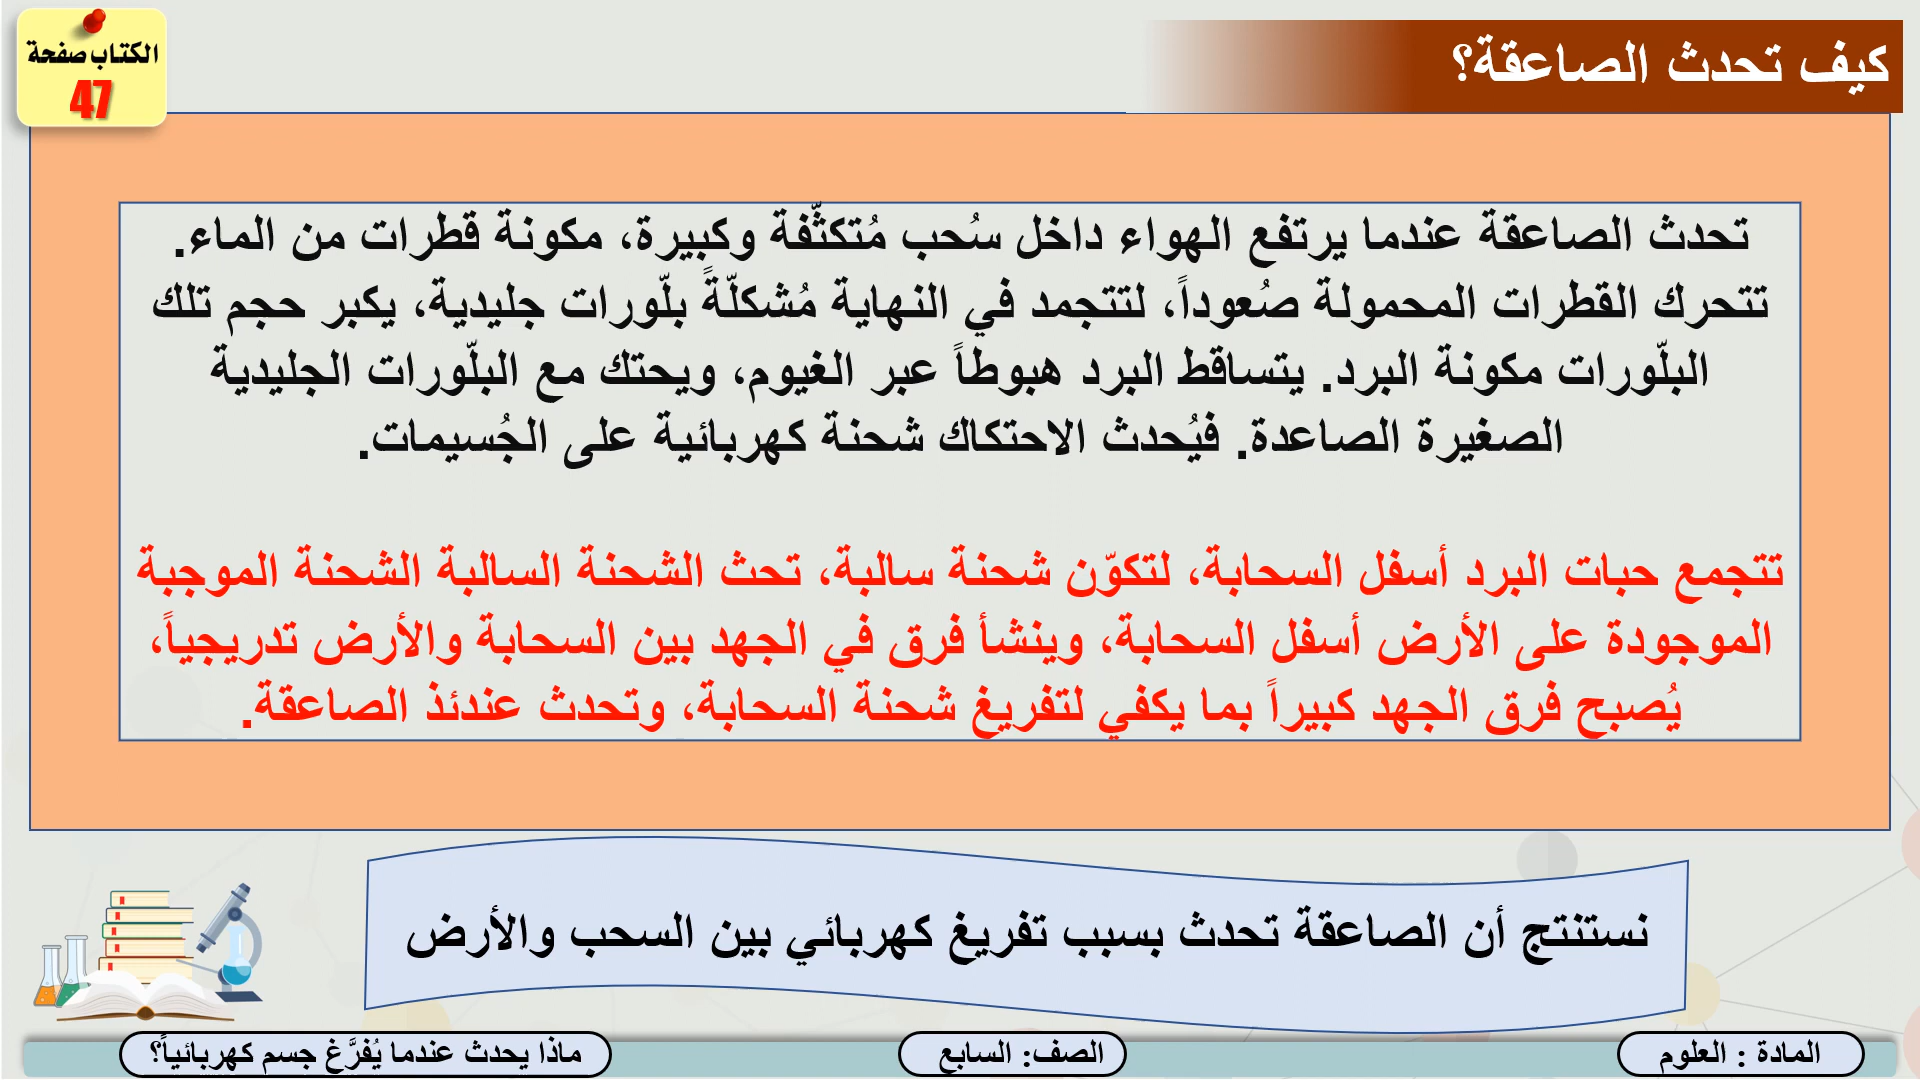 الكتاب صفحة
47
كيف تحدث الصاعقة؟
تحدث الصاعقة عندما يرتفع الهواء داخل سُحب مُتكثّفة وكبيرة، مكونة قطرات من الماء.
تتحرك القطرات المحمولة صُعوداً، لتتجمد في النهاية مُشكلّةً بلّورات جليدية، يكبر حجم تلك
البلّورات مكونة البرد. يتساقط البرد هبوطاً عبر الغيوم، ويحتك مع البلّورات الجليدية
الصغيرة الصاعدة. فيُحدث الاحتكاك شحنة كهربائية على الجُسيمات.
تتجمع حبات البرد أسفل السحابة، لتكوّن شحنة سالبة، تحث الشحنة السالبة الشحنة الموجبة
الموجودة على الأرض أسفل السحابة، وينشأ فرق في الجهد بين السحابة والأرض تدريجياً،
يُصبح فرق الجهد كبيراً بما يكفي لتفريغ شحنة السحابة، وتحدث عندئذ الصاعقة.
نستنتج أن الصاعقة تحدث بسبب تفريغ كهربائي بين السحب والأرض
المادة : العلوم
الصف: السابع
ماذا يحدث عندما يُفرَّغ جسم كهربائياً؟